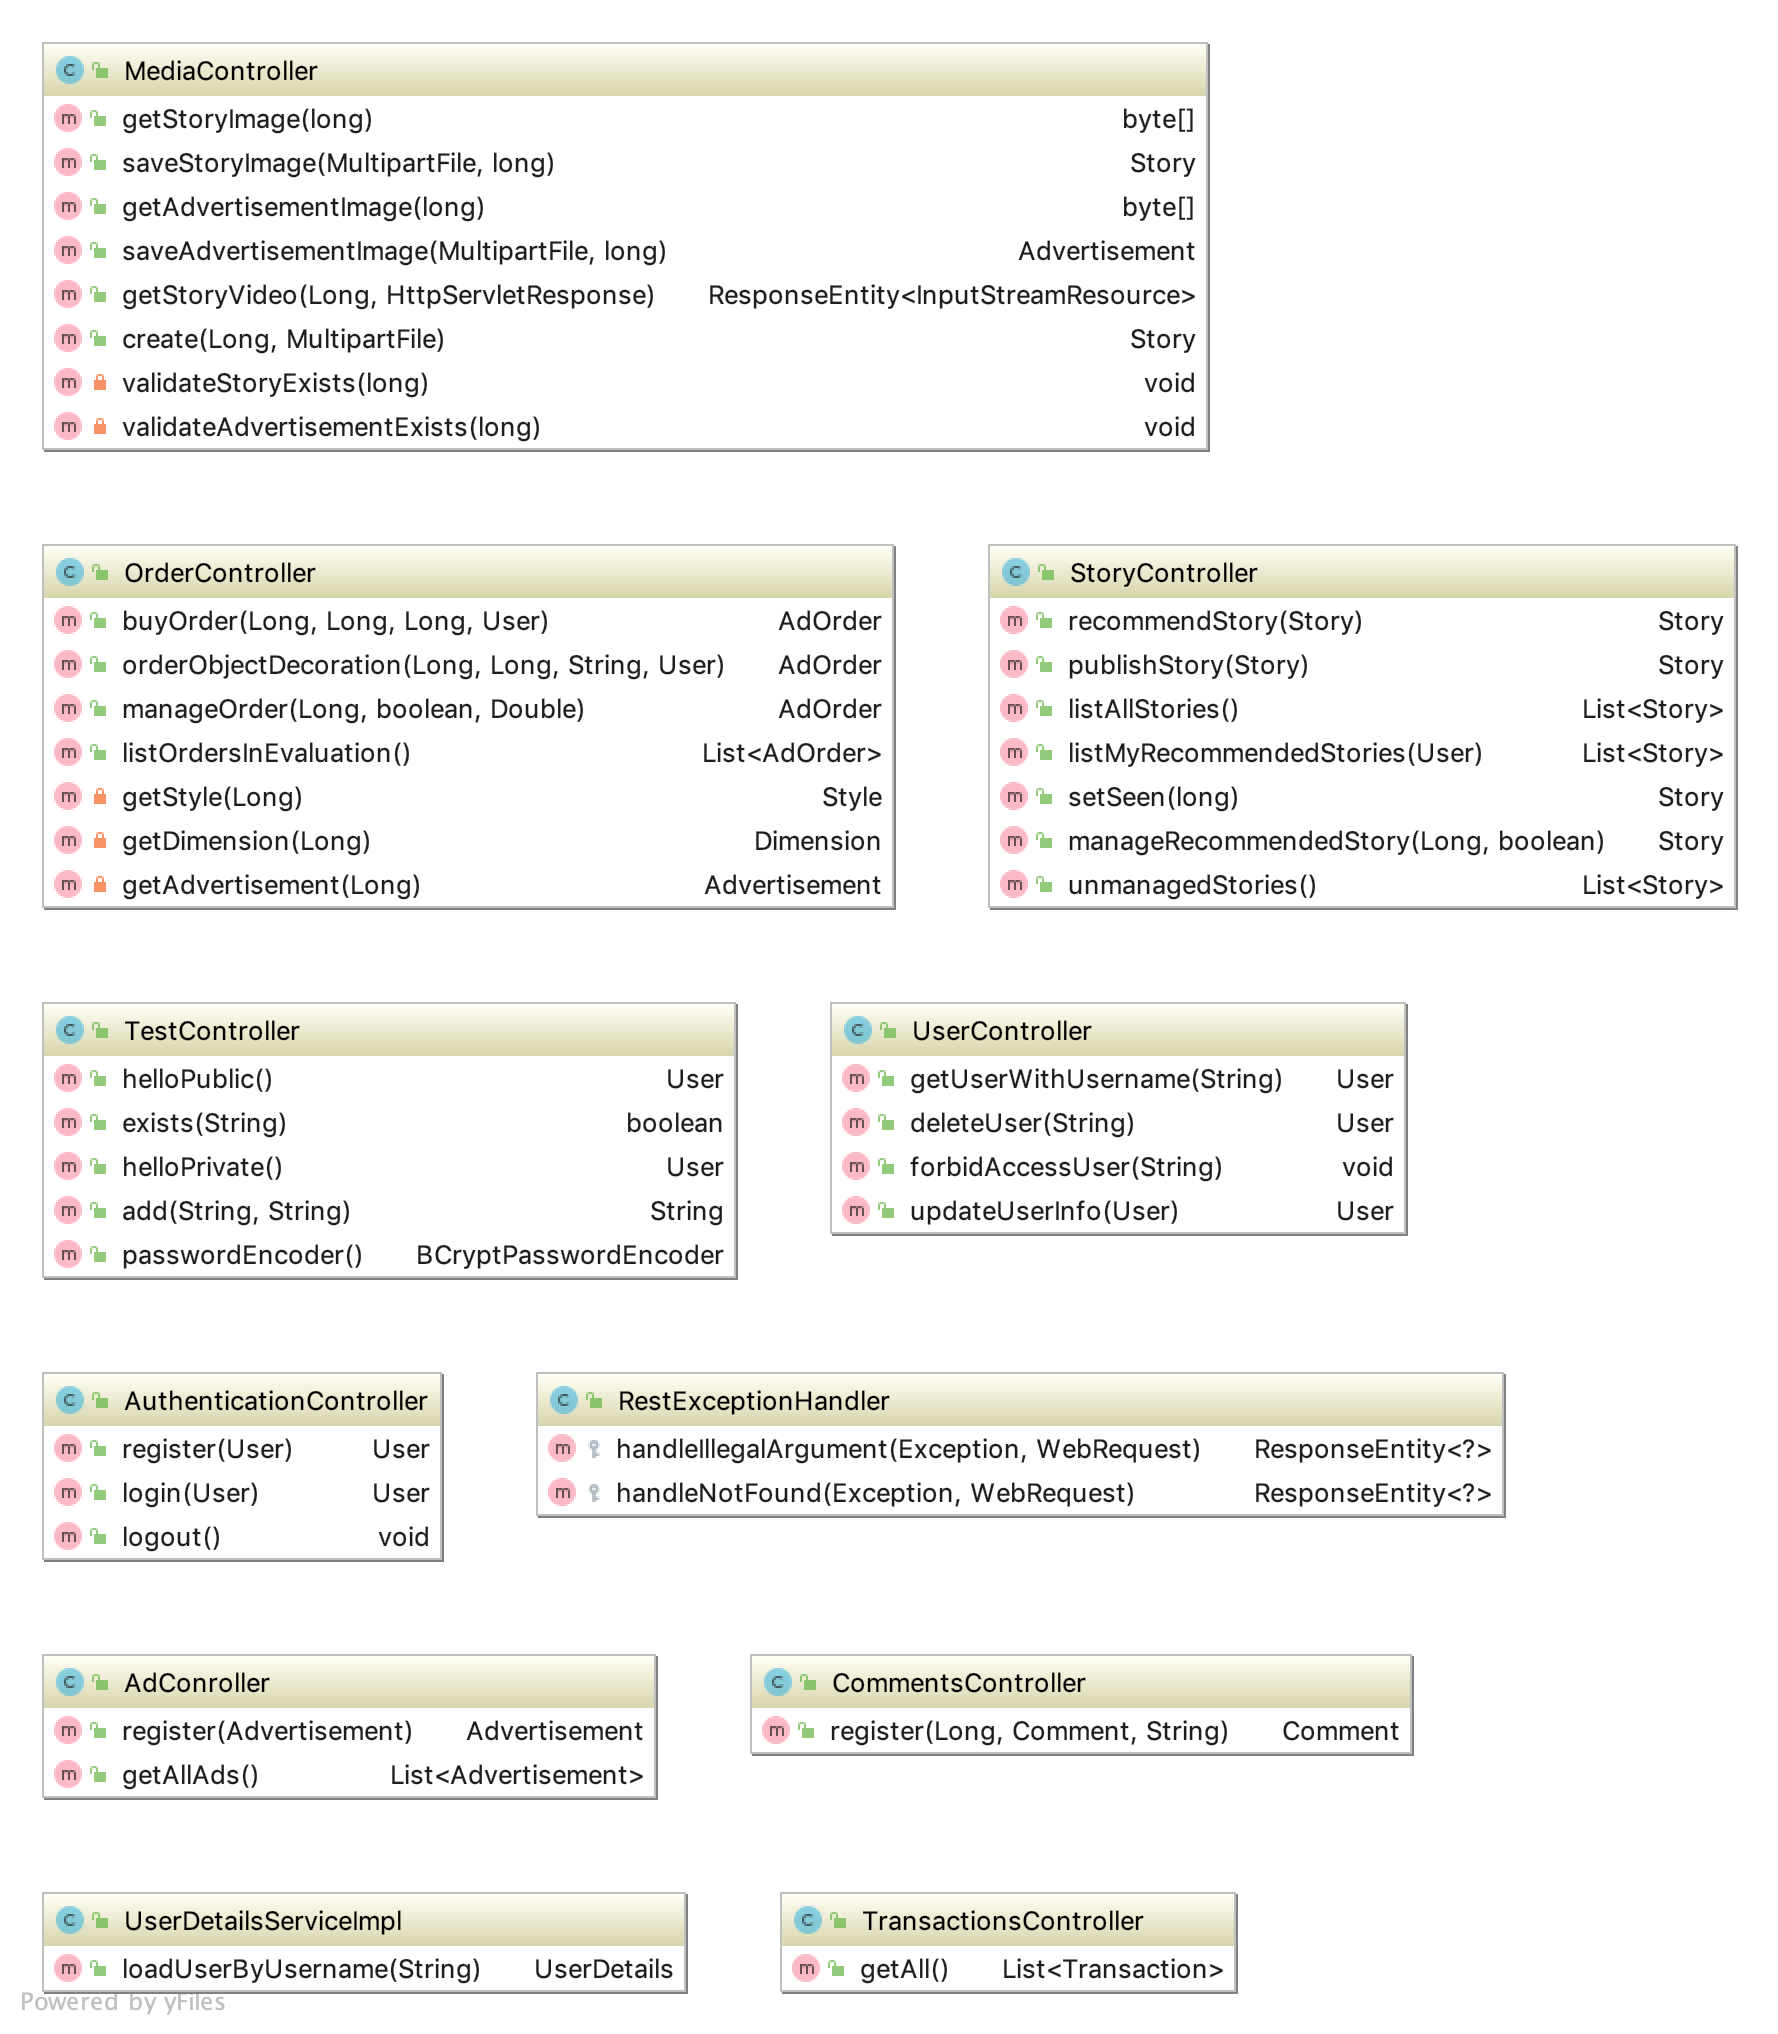 MediaController
getStoryImage(long) byte[]
saveStoryImage(MultipartFile, long) Story
getAdvertisementImage(long) byte[]
saveAdvertisementImage(MultipartFile, long) Advertisement
getStoryVideo(Long, HttpServletResponse) ResponseEntity<InputStreamResource>
create(Long, MultipartFile) Story
validateStoryExists(long) void
validateAdvertisementExists(long) void
OrderController
buyOrder(Long, Long, Long, User) AdOrder
orderObjectDecoration(Long, Long, String, User) AdOrder
manageOrder(Long, boolean, Double) AdOrder
listOrdersInEvaluation() List<AdOrder>
getStyle(Long) Style
getDimension(Long) Dimension
getAdvertisement(Long) Advertisement
StoryController
recommendStory(Story) Story
publishStory(Story) Story
listAllStories() List<Story>
listMyRecommendedStories(User) List<Story>
setSeen(long) Story
manageRecommendedStory(Long, boolean) Story
unmanagedStories() List<Story>
TestController
helloPublic() User
exists(String) boolean
helloPrivate() User
add(String, String) String
passwordEncoder() BCryptPasswordEncoder
UserController
getUserWithUsername(String) User
deleteUser(String) User
forbidAccessUser(String) void
updateUserInfo(User) User
AuthenticationController
register(User) User
login(User) User
logout() void
RestExceptionHandler
handleIllegalArgument(Exception, WebRequest) ResponseEntity<?>
handleNotFound(Exception, WebRequest) ResponseEntity<?>
AdConroller
register(Advertisement) Advertisement
getAllAds() List<Advertisement>
CommentsController
register(Long, Comment, String) Comment
UserDetailsServiceImpl
loadUserByUsername(String) UserDetails
TransactionsController
getAll() List<Transaction>
Powered by yFiles